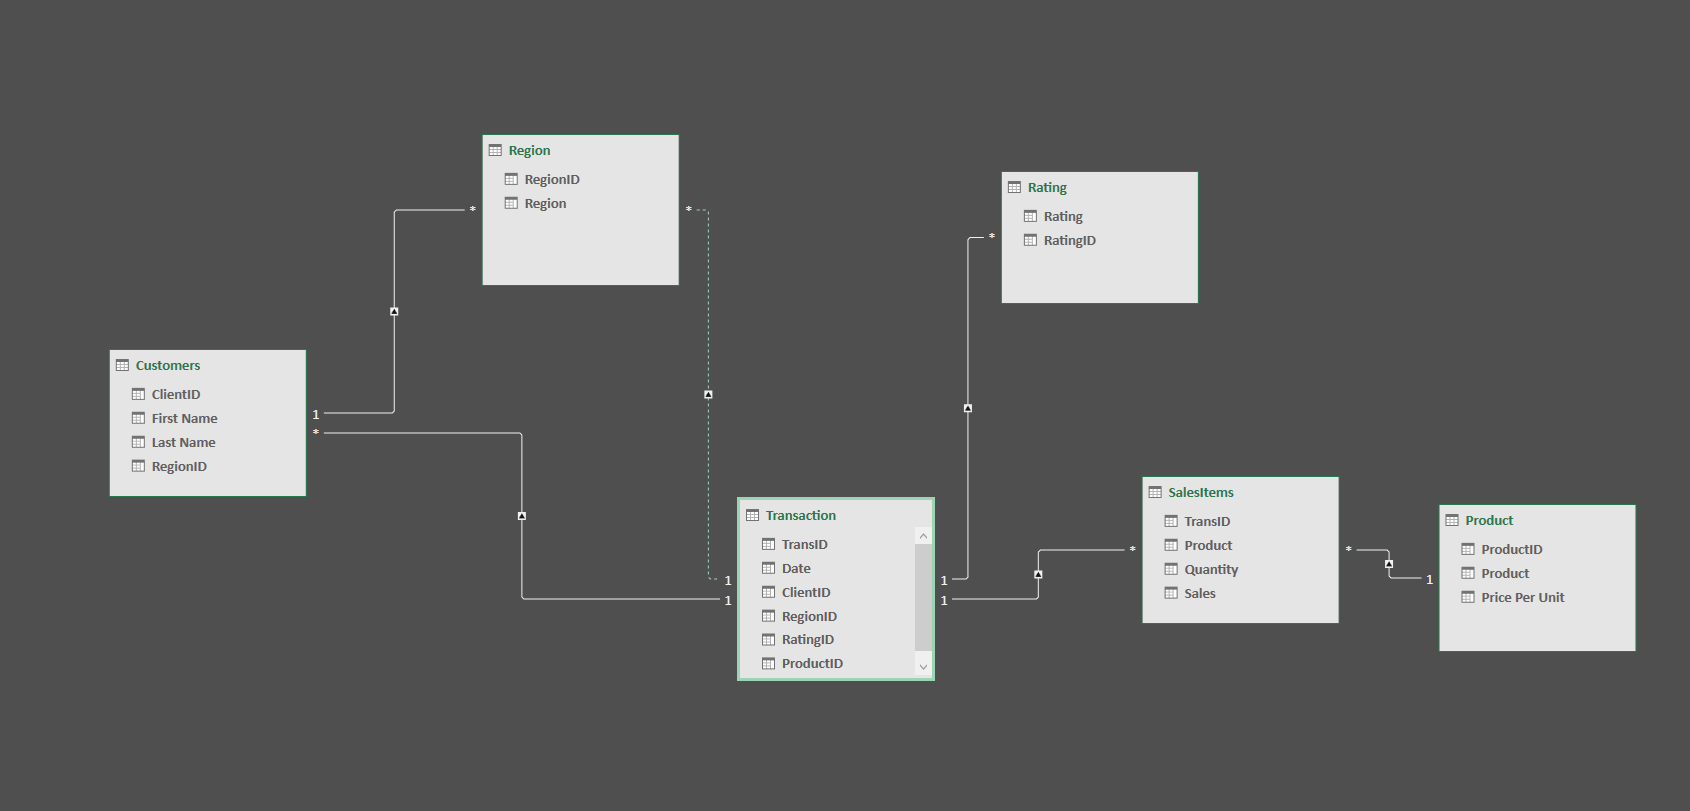 Region
RegionID
Region
*
*
Rating
Rating
RatingID
*
Customers
ClientID
First Name
Last Name
RegionID
1
*
Transaction
TransID
Date
ClientID
RegionID
RatingID
ProductID
1
1
1
1
SalesItems
TransID
Product
Quantity
Sales
*
*
Product
ProductID
Product
Price Per Unit
1